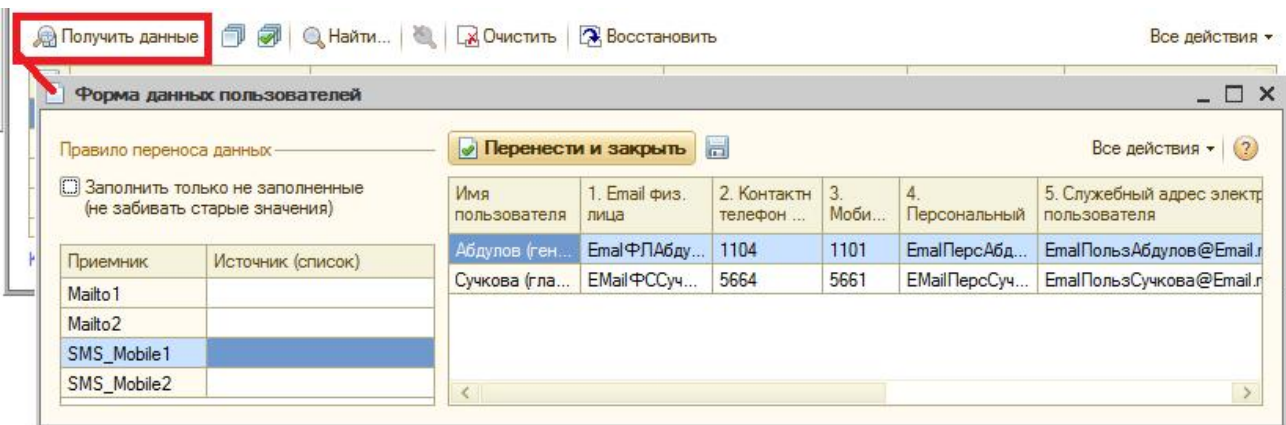 Получить данные Найти... Очистить Восстановить Все действия
Форма данных пользователей
Правило переноса данных
Перенести и закрыть Все действия ?
Заполнить только не заполненные
(не забивать старые значения)
Имя пользователя 1. Email физ. лица 2. Контактн телефон ... 3. Моби... 4. Персональный 5. Служебный адрес электр пользователя
Абдулов (ген... EmalФЛАбду... 1104 1101 EmalПерсАбд... EmalПользАбдулов@Email.r
Сучкова (гла... EMailФССуч... 5664 5661 EMailПерсСуч... EmalПользСучкова@Email.r
Приемник Источник (список)
Mailto1
Mailto2
SMS_Mobile1
SMS_Mobile2